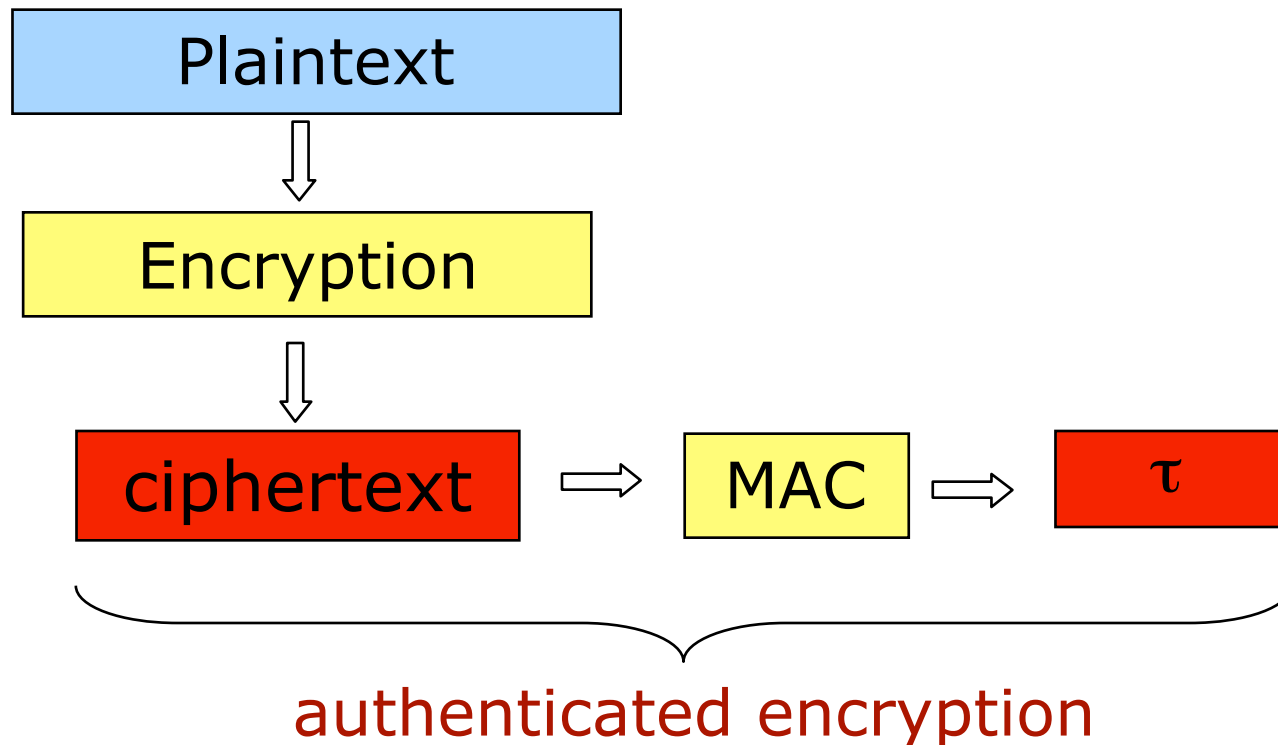 Plaintext
Encryption
ciphertext
MAC
τ
authenticated encryption